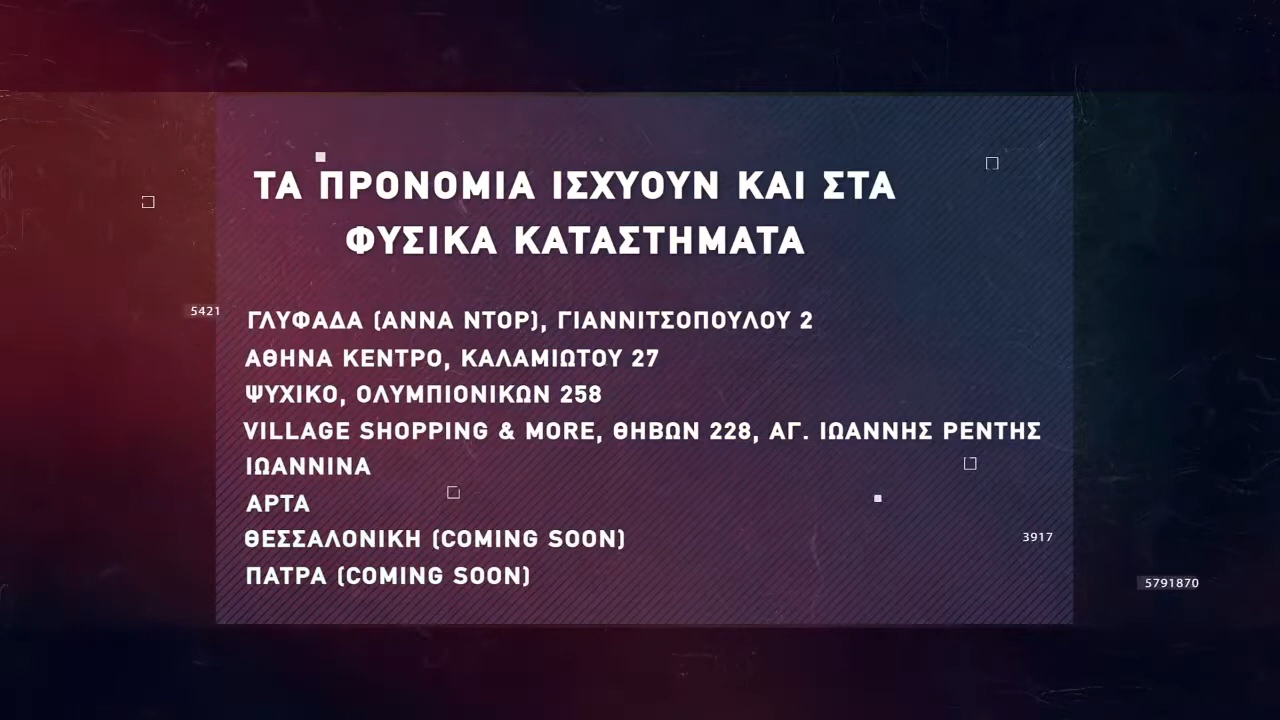 ΤΑ ΠΡΟΝΟΜΙΑ ΙΣΧΥΟΥΝ ΚΑΙ ΣΤΑ
ΦΥΣΙΚΑ ΚΑΤΑΣΤΗΜΑΤΑ
5421
ΓΛΥΦΑΔΑ (ΑΝΝΑ ΝΤΟΡ), ΓΙΑΝΝΙΤΣΟΠΟΥΛΟΥ 2
ΑΘΗΝΑ ΚΕΝΤΡΟ, ΚΑΛΑΜΙΩΤΟΥ 27
ΨΥΧΙΚΟ, ΟΛΥΜΠΙΟΝΙΚΩΝ 258
VILLAGE SHOPPING & MORE, ΘΗΒΩΝ 228, ΑΓ. ΙΩΑΝΝΗΣ ΡΕΝΤΗΣ
ΙΩΑΝΝΙΝΑ
ΑΡΤΑ
ΘΕΣΣΑΛΟΝΙΚΗ (COMING SOON)
3917
ΠΑΤΡΑ (COMING SOON)
5791870